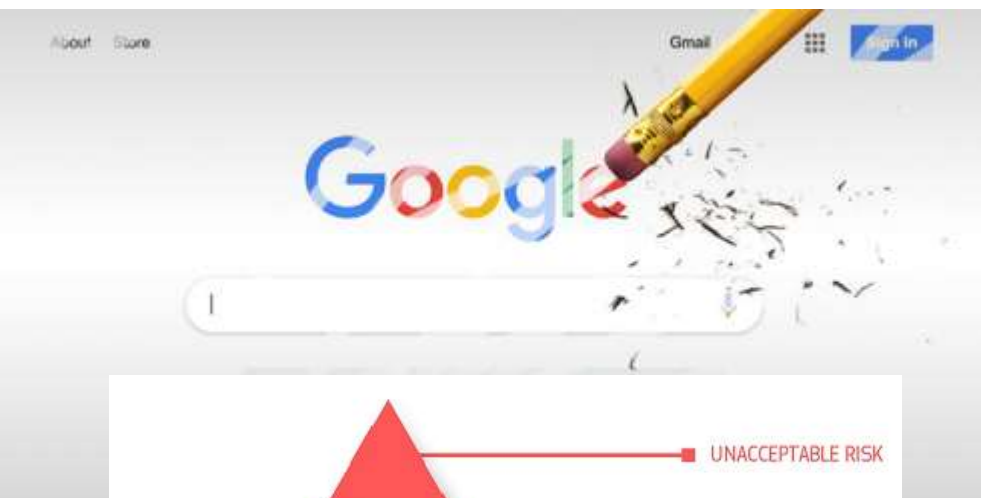 About Store
Gmail
Sign in
Google
UNACCEPTABLE RISK